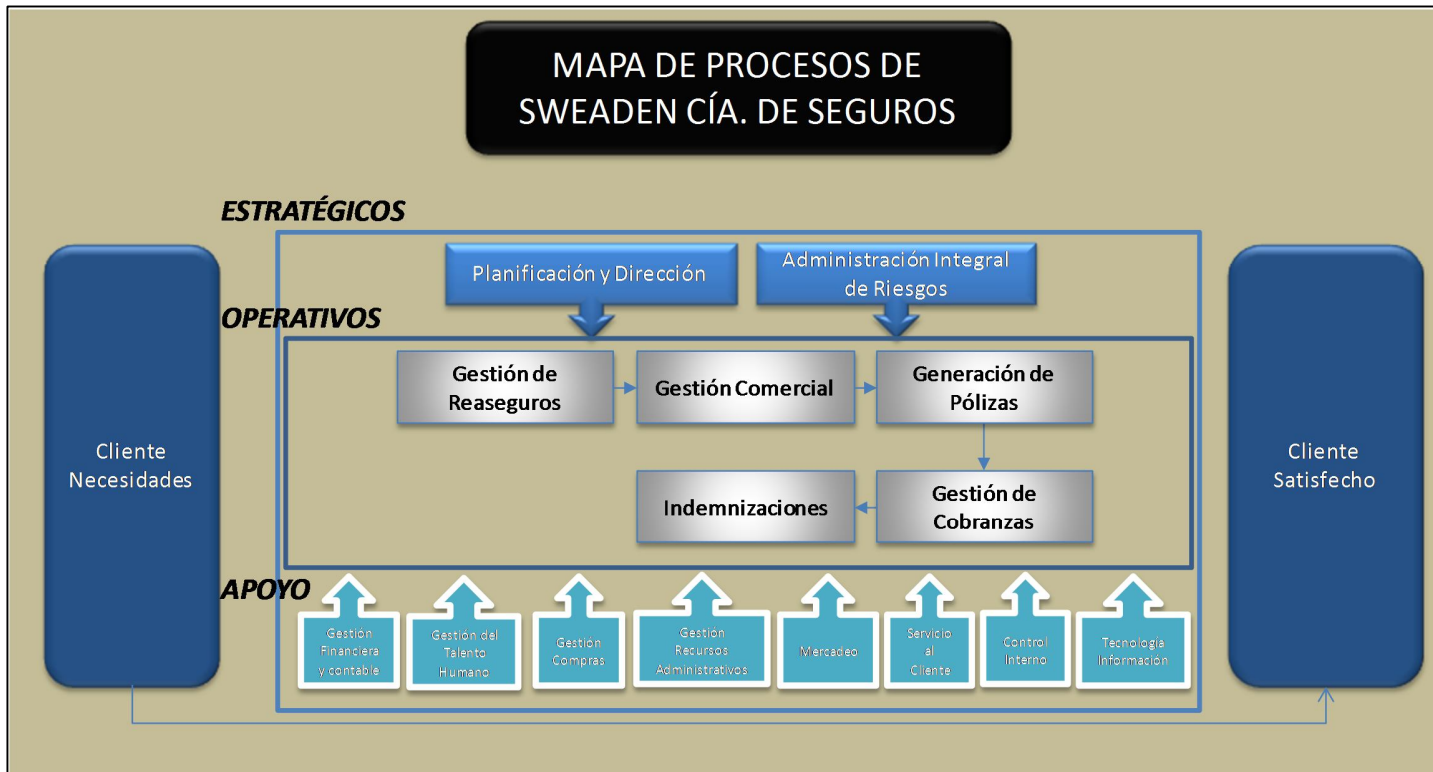 MAPA DE PROCESOS DE
SWEADEN CÍA. DE SEGUROS
ESTRATÉGICOS
Planificación y Dirección
Administración Integral
de Riesgos
OPERATIVOS
Gestión de
Reaseguros
Gestión Comercial
Generación de
Pólizas
Cliente
Necesidades
Indemnizaciones
Gestión de
Cobranzas
Cliente
Satisfecho
APOYO
Gestión
Financiera
y contable
Gestión del
Talento
Humano
Gestión
Compras
Gestión
Recursos
Administrativos
Mercadeo
Servicio
al
Cliente
Control
Interno
Tecnología
Información